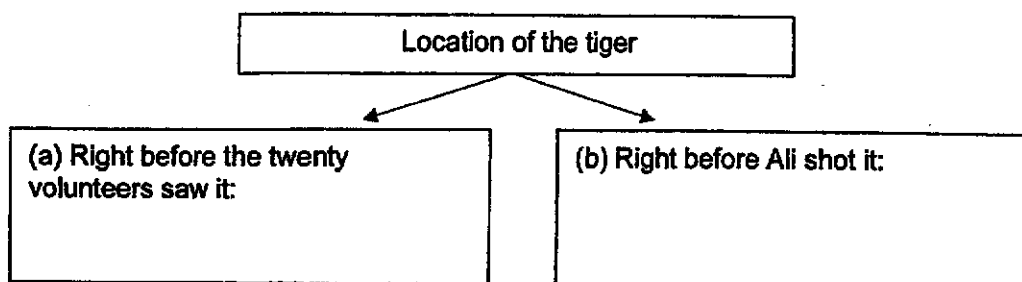 Location of the tiger
(a) Right before the twenty
volunteers saw it:
(b) Right before Ali shot it: